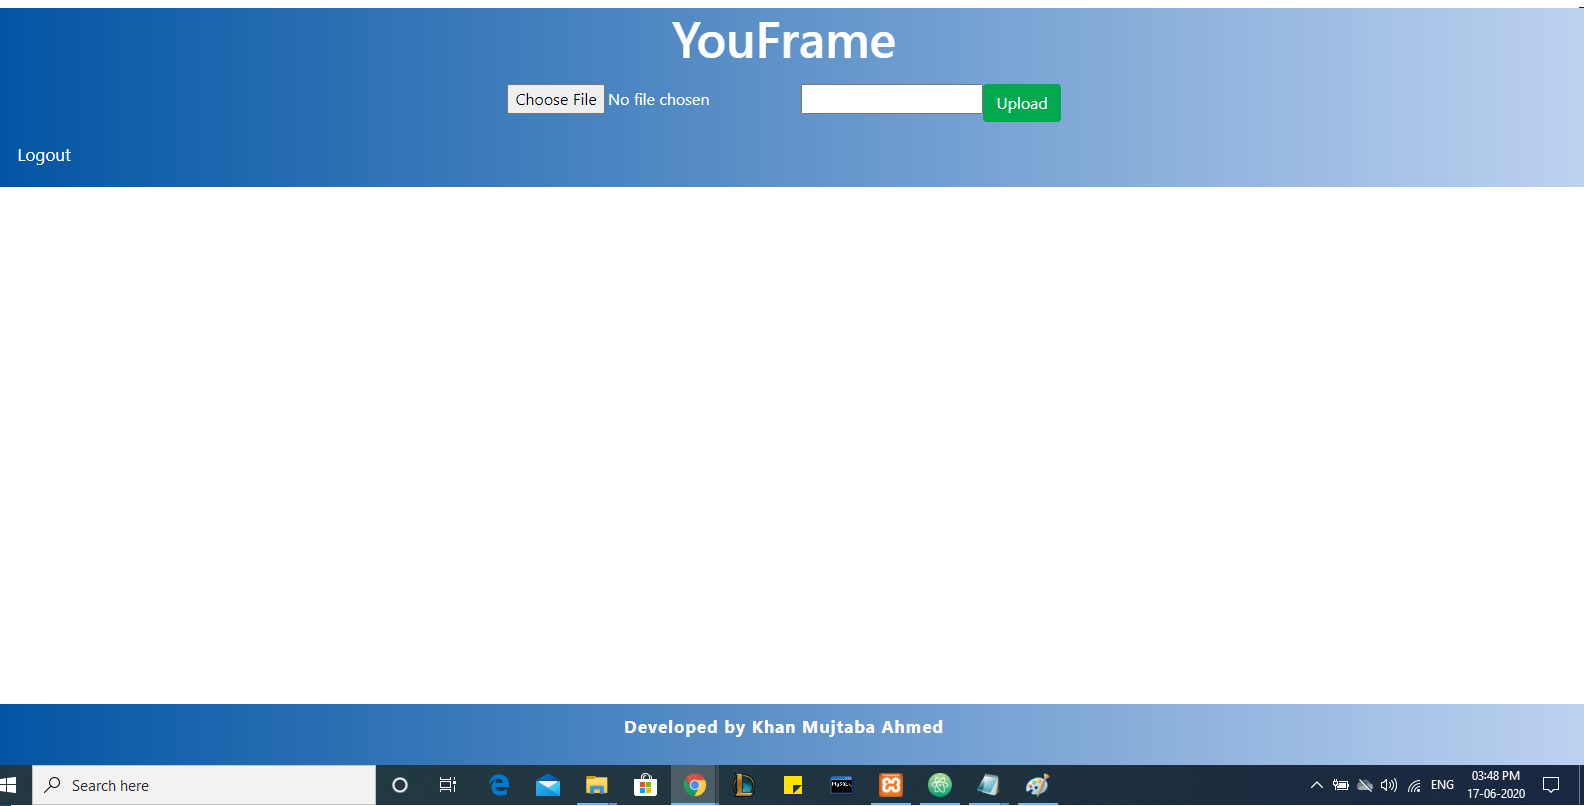 YouFrame
Choose File No file chosen Upload
Logout
Developed by Khan Mujtaba Ahmed
Search here
ENG
03:48 PM
17-06-2020